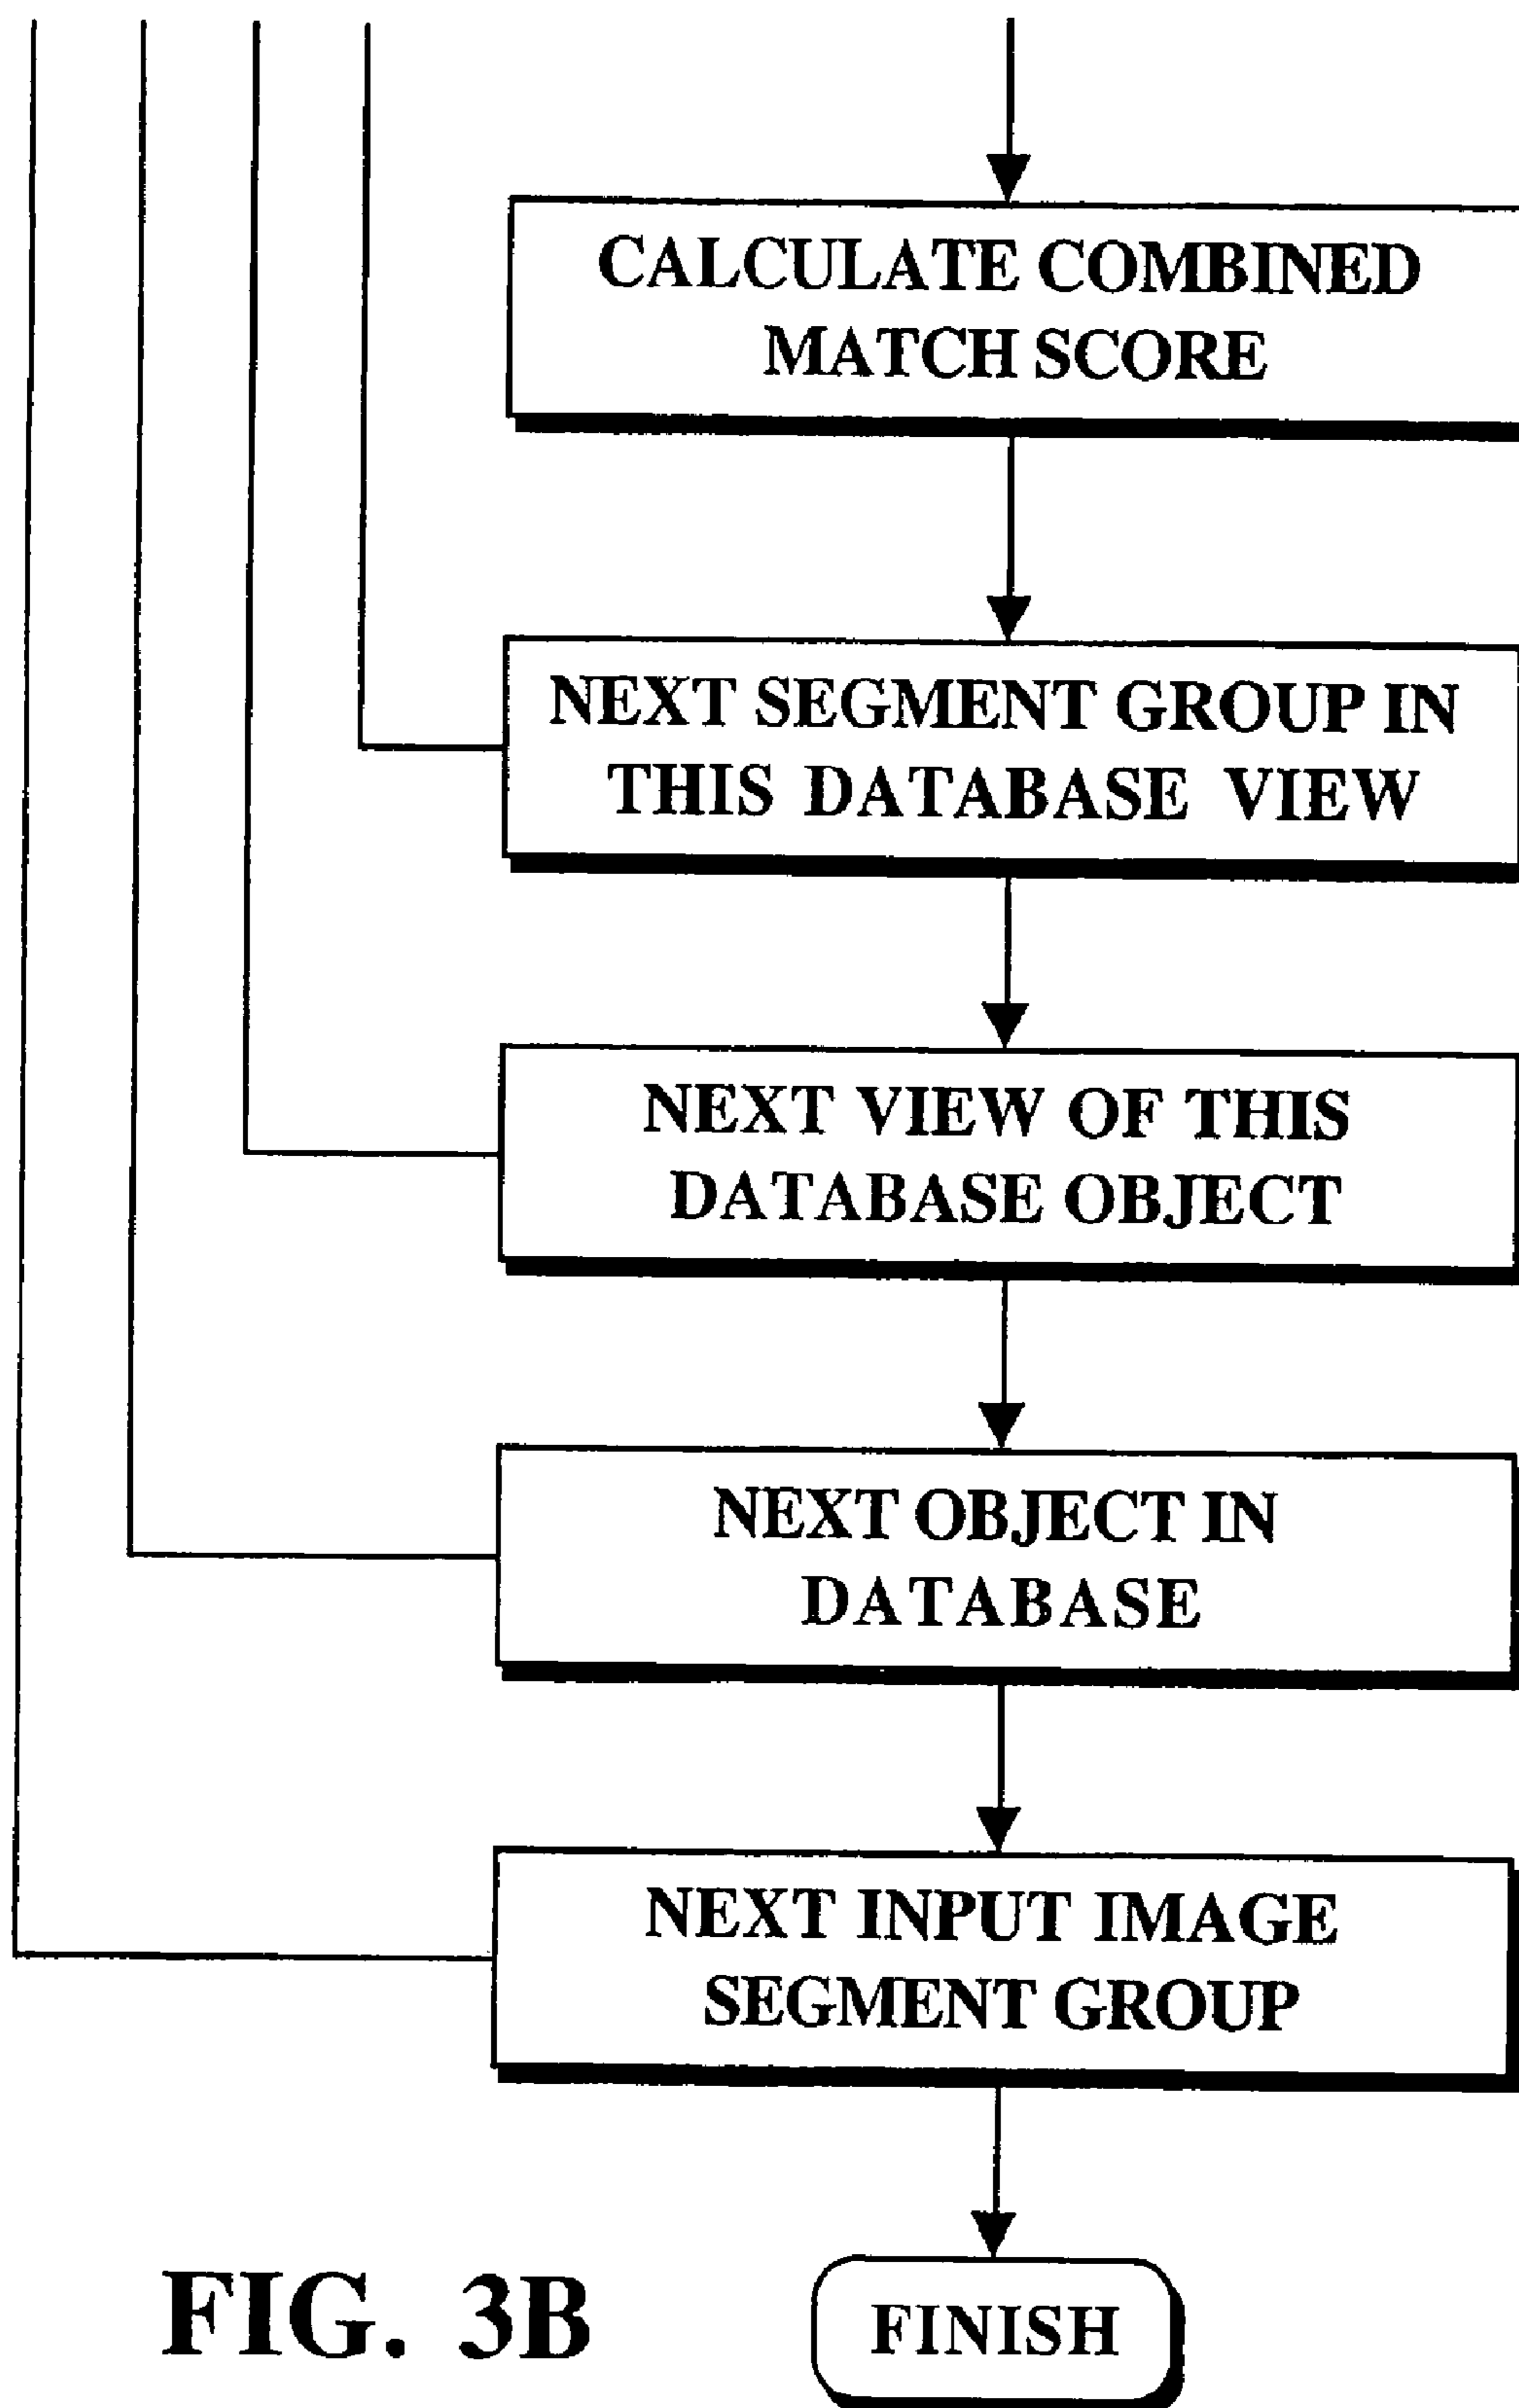 CALCULATE COMBINED
MATCH SCORE
NEXT SEGMENT GROUP IN
THIS DATABASE VIEW
NEXT VIEW OF THIS
DATABASE OBJECT
NEXT OBJECT IN
DATABASE
NEXT INPUT IMAGE
SEGMENT GROUP
FINISH
FIG. 3B